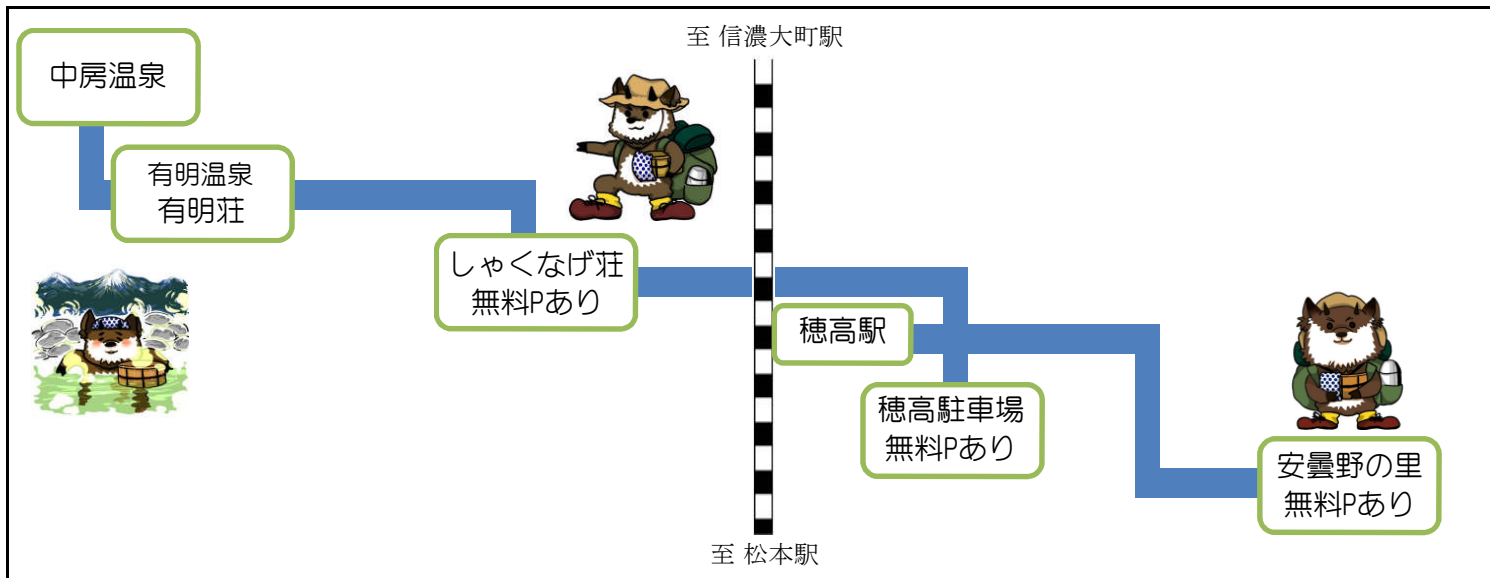 至 信濃大町駅
中房温泉
有明温泉
有明荘
しゃくなげ荘
無料Pあり
穂高駅
穂高駐車場
無料Pあり
安曇野の里
無料Pあり
至 松本駅